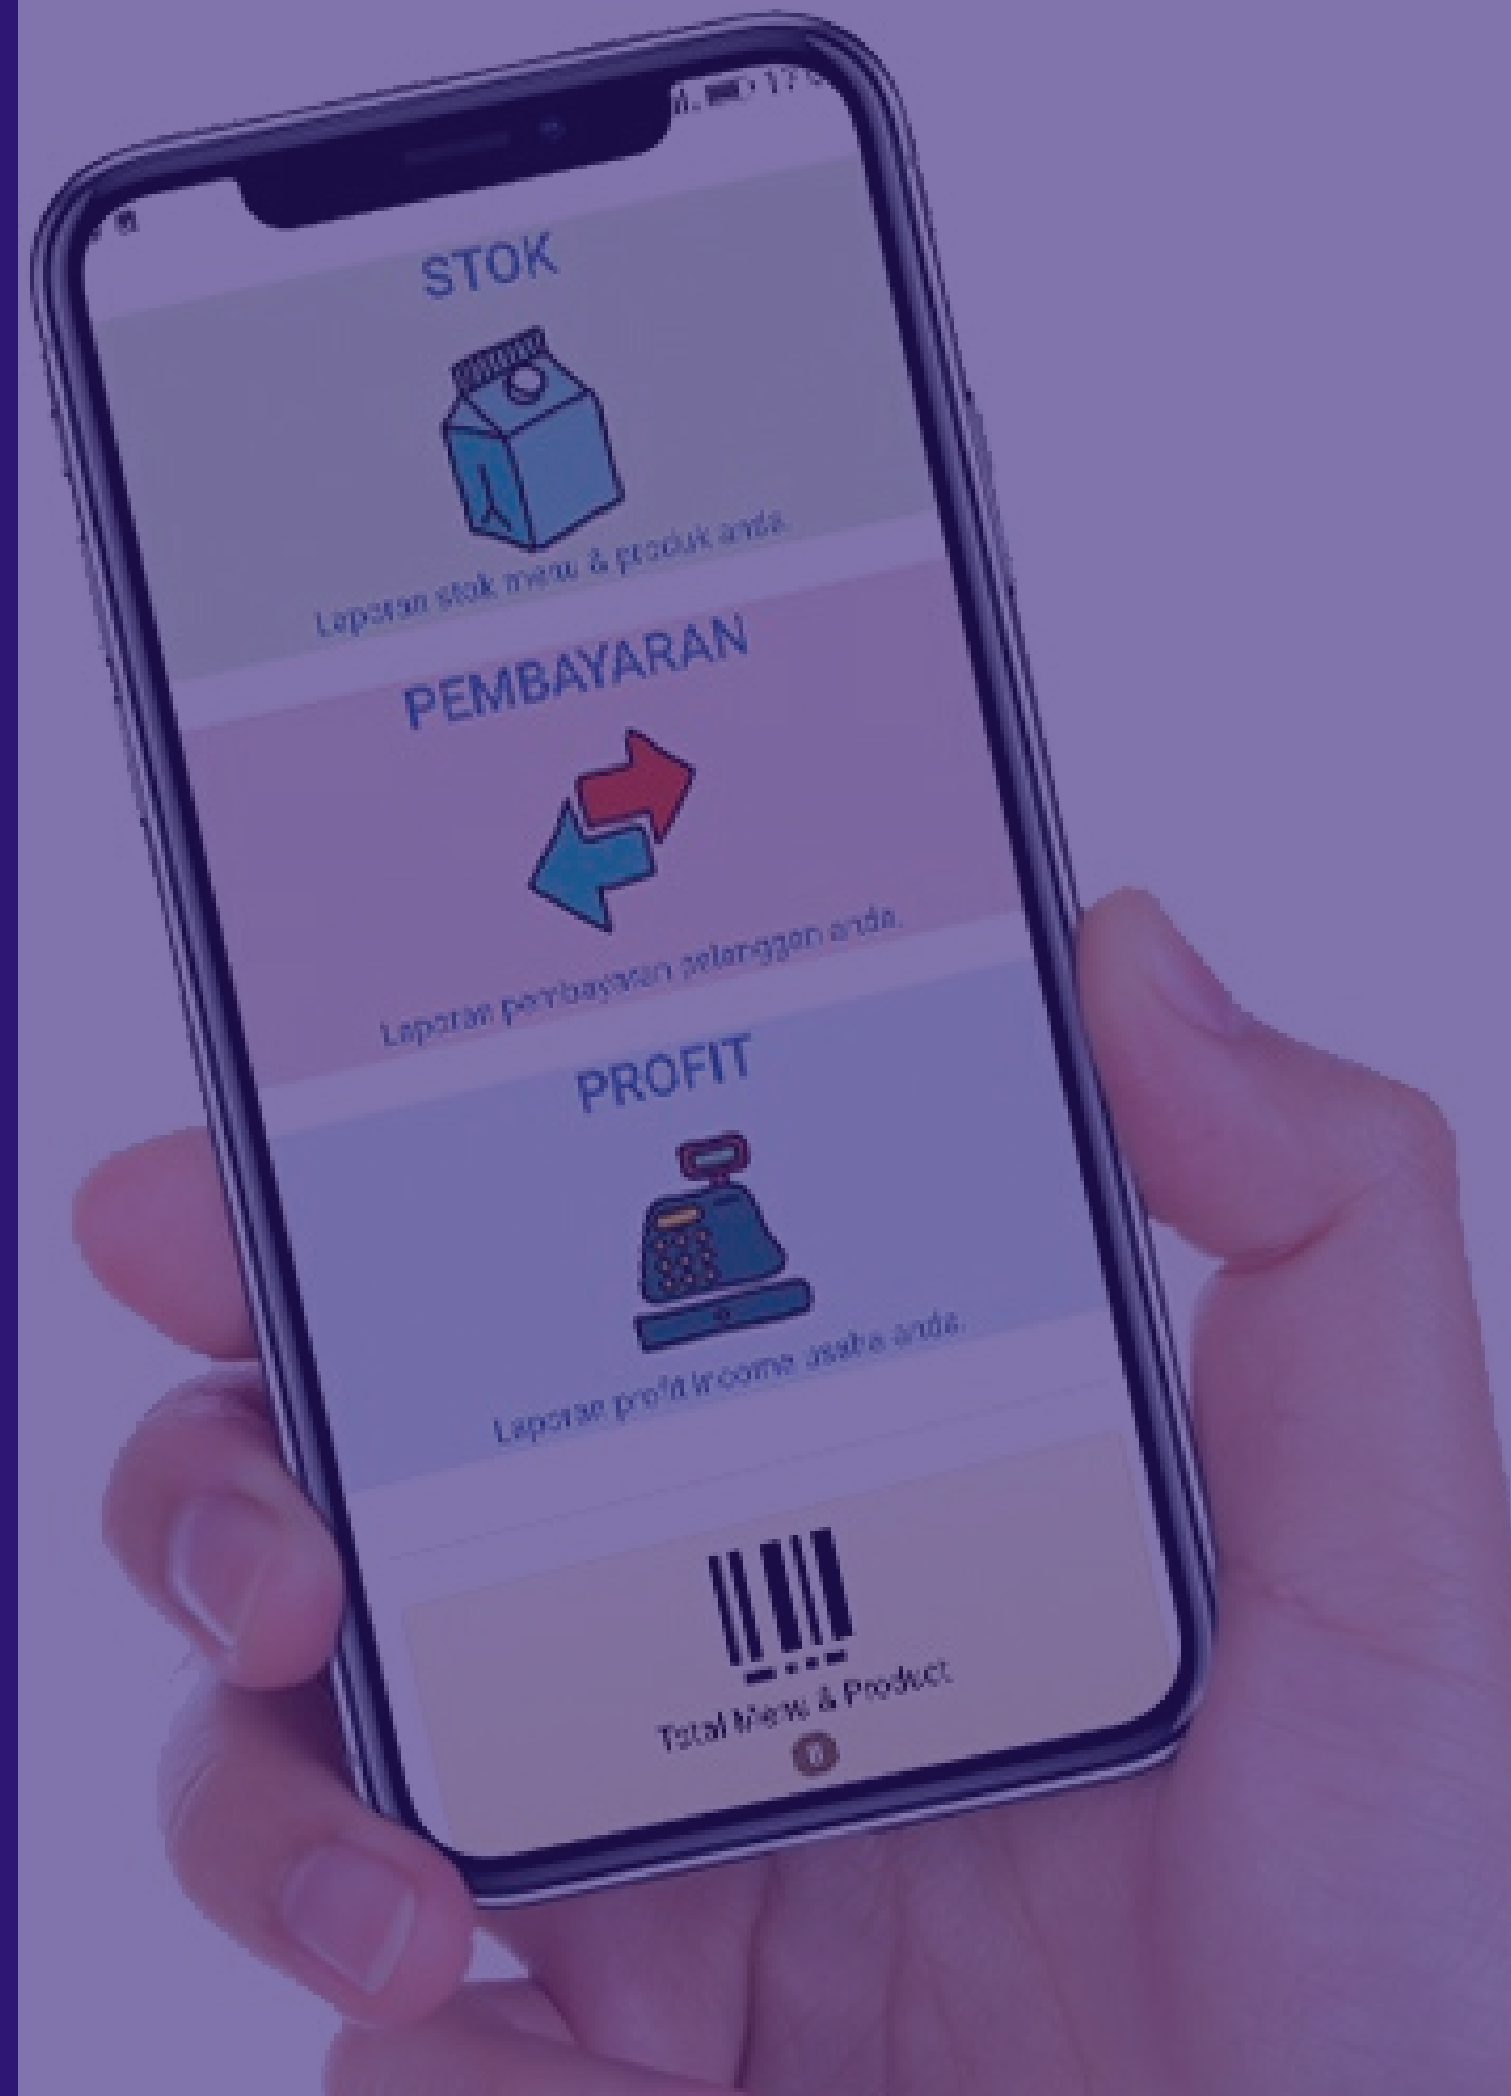 STOK
Laporan stok menu & produk anda.
PEMBAYARAN
Laporan pembayaran pelanggan anda.
PROFIT
Laporan profit income usaha anda.
Total Menu & Product